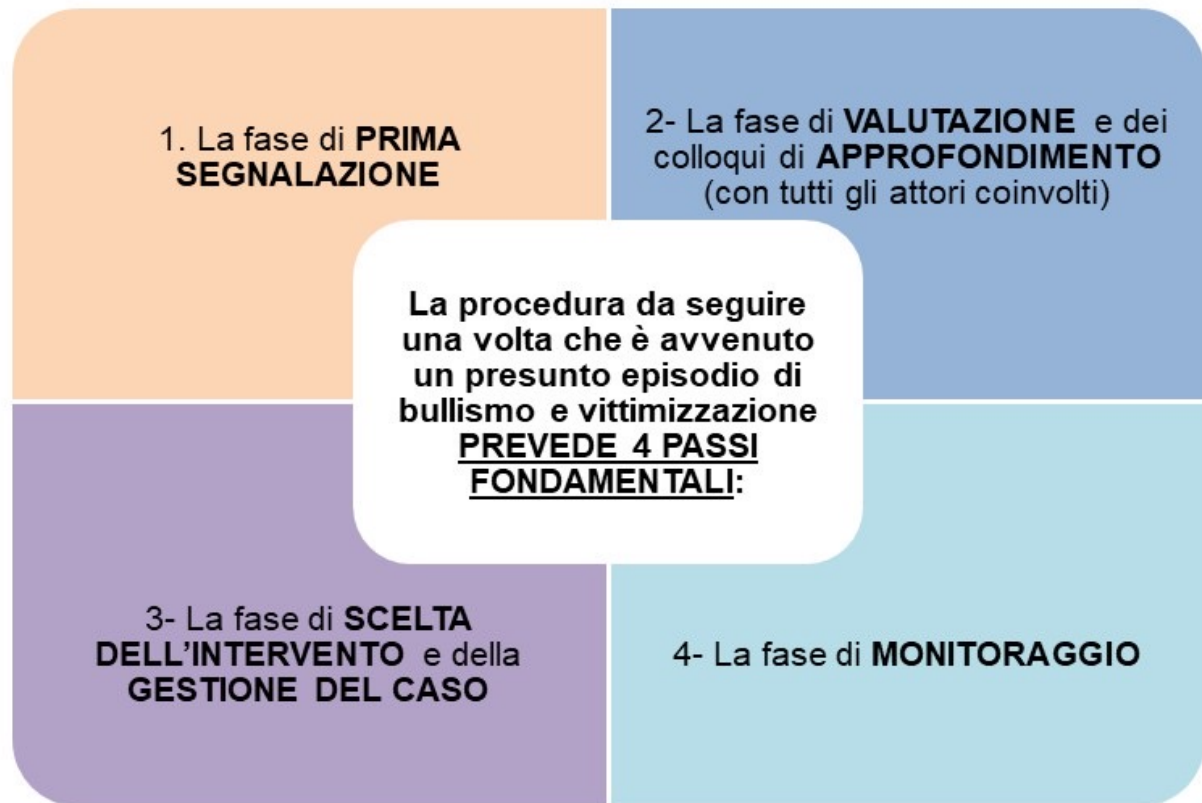 1. La fase di PRIMA
SEGNALAZIONE
2- La fase di VALUTAZIONE e dei
colloqui di APPROFONDIMENTO
(con tutti gli attori coinvolti)
La procedura da seguire
una volta che è avvenuto
un presunto episodio di
bullismo e vittimizzazione
PREVEDE 4 PASSI
FONDAMENTALI:
3- La fase di SCELTA
DELL’INTERVENTO e della
GESTIONE DEL CASO
4- La fase di MONITORAGGIO